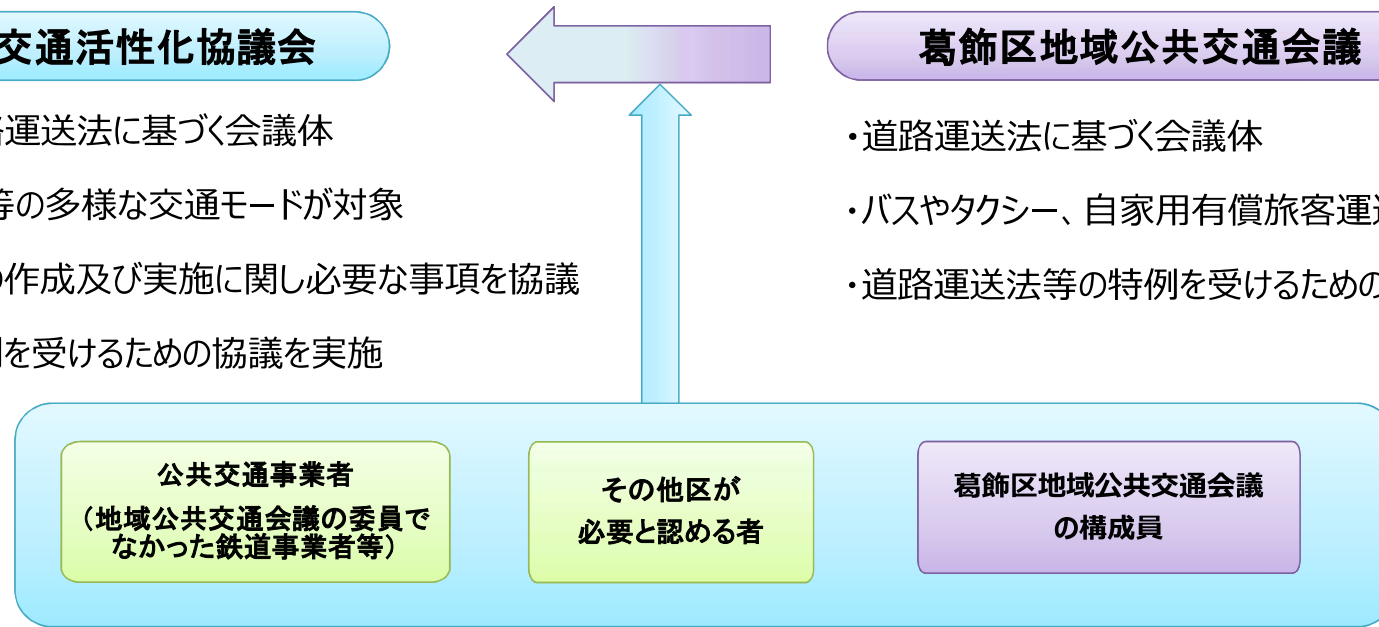 交通活性化協議会
運送法に基づく会議体
等の多様な交通モードが対象
作成及び実施に関し必要な事項を協議
を受けるための協議を実施
葛飾区地域公共交通会議
・道路運送法に基づく会議体
・バスやタクシー、自家用有償旅客運
・道路運送法等の特例を受けるための
公共交通事業者
（地域公共交通会議の委員で
なかった鉄道事業者等）
その他区が
必要と認める者
葛飾区地域公共交通会議
の構成員